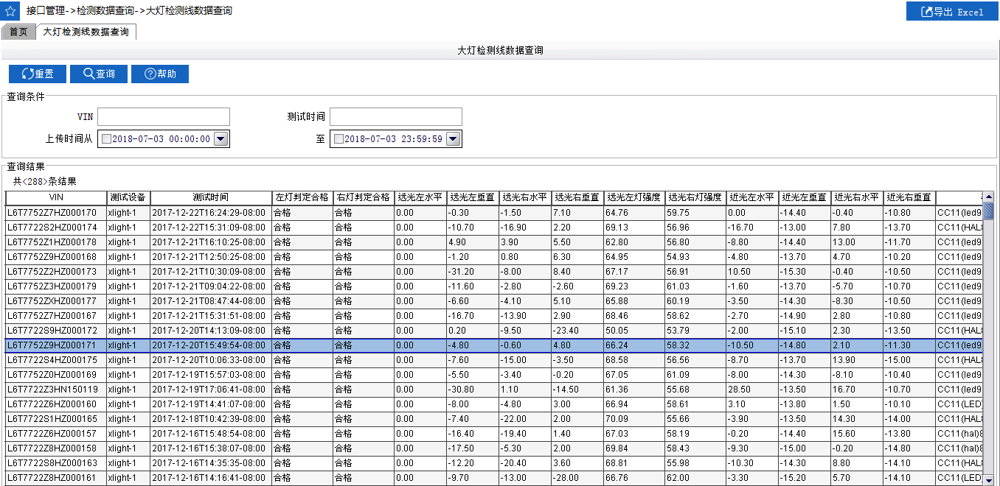 接口管理->检测数据查询->大灯检测线数据查询
导出 Excel
首页 大灯检测线数据查询
大灯检测线数据查询
重置 查询 帮助
查询条件
VIN 测试时间
上传时间从 2018-07-03 00:00:00 至 2018-07-03 23:59:59
查询结果
共<288>条结果
VIN 测试设备 测试时间 左灯判定合格 右灯判定合格 远光左水平 远光左垂直 远光右水平 远光右垂直 远光左灯强度 远光右灯强度 近光左水平 近光左垂直 近光右水平 近光右垂直
L6T7752Z7HZ000170 xlight-1 2017-12-22T16:24:29-08:00 合格 合格 0.00 -0.30 -1.50 7.10 64.76 59.75 0.00 -14.40 -0.40 -10.80 CC11(led9
L6T7722S2HZ000174 xlight-1 2017-12-22T15:31:09-08:00 合格 合格 0.00 -10.70 -16.90 2.20 69.13 56.96 -16.70 -13.00 7.80 -13.70 CC11(HAL8
L6T7752Z1HZ000178 xlight-1 2017-12-21T16:10:25-08:00 合格 合格 0.00 4.90 3.90 5.50 62.80 56.80 -8.80 -14.40 13.00 -11.70 CC11(led9
L6T7752Z9HZ000168 xlight-1 2017-12-21T12:50:25-08:00 合格 合格 0.00 -1.20 0.80 6.30 64.95 54.93 -4.80 -13.70 4.70 -10.20 CC11(led9
L6T7752Z2HZ000173 xlight-1 2017-12-21T10:30:09-08:00 合格 合格 0.00 -31.20 -8.00 8.40 67.17 56.91 10.50 -15.30 -0.40 -10.50 CC11(led9
L6T7752Z3HZ000179 xlight-1 2017-12-21T09:04:22-08:00 合格 合格 0.00 -11.60 -2.80 -2.60 69.23 61.03 -1.60 -13.70 -5.70 -10.70 CC11(led9
L6T7752ZXHZ000177 xlight-1 2017-12-21T08:47:44-08:00 合格 合格 0.00 -6.60 -4.10 5.10 65.88 60.19 -3.50 -14.30 -8.30 -10.50 CC11(led9
L6T7752Z7HZ000167 xlight-1 2017-12-21T15:31:51-08:00 合格 合格 0.00 -16.70 -13.90 2.90 68.46 58.62 -2.70 -14.90 2.80 -10.80 CC11(led9
L6T7722S9HZ000172 xlight-1 2017-12-20T14:13:09-08:00 合格 合格 0.00 0.20 -9.50 -23.40 50.05 53.79 -2.00 -15.10 2.30 -13.50 CC11(HAL8
L6T7752Z9HZ000171 xlight-1 2017-12-20T15:49:54-08:00 合格 合格 0.00 -4.80 -0.60 4.80 66.24 58.32 -10.50 -14.80 2.10 -11.30 CC11(led9
L6T7722S4HZ000175 xlight-1 2017-12-20T10:06:33-08:00 合格 合格 0.00 -7.60 -15.00 -3.50 68.58 56.56 -8.70 -13.70 13.90 -15.00 CC11(HAL8
L6T7752Z0HZ000169 xlight-1 2017-12-19T15:57:03-08:00 合格 合格 0.00 -5.50 -3.40 -0.20 67.05 61.09 -8.00 -14.30 -8.10 -10.40 CC11(led9
L6T7722Z3HN150119 xlight-1 2017-12-19T17:06:41-08:00 合格 合格 0.00 -30.80 1.10 -14.50 61.36 55.68 28.50 -13.50 16.70 -10.70 CC11(led9
L6T7722Z6HZ000160 xlight-1 2017-12-19T14:41:07-08:00 合格 合格 0.00 -8.00 -4.80 3.00 66.94 58.61 3.10 -13.80 1.50 -10.10 CC11(LED)
L6T7722S1HZ000165 xlight-1 2017-12-18T10:42:39-08:00 合格 合格 0.00 -7.40 -22.00 2.00 70.09 55.66 -3.90 -13.50 14.30 -14.00 CC11(HAL8
L6T7722Z6HZ000157 xlight-1 2017-12-16T15:48:54-08:00 合格 合格 0.00 -16.40 -19.40 1.40 67.03 58.19 -0.20 -14.40 15.60 -13.80 CC11(hal)8
L6T7722Z8HZ000158 xlight-1 2017-12-16T15:38:07-08:00 合格 合格 0.00 -17.50 -5.30 2.00 69.84 58.43 -9.30 -15.00 -0.20 -14.80 CC11(hal)8
L6T7722S8HZ000163 xlight-1 2017-12-16T14:35:35-08:00 合格 合格 0.00 -12.20 -20.40 3.60 68.81 55.98 -10.30 -14.30 8.80 -14.10 CC11(HAL8
L6T7722Z8HZ000161 xlight-1 2017-12-16T14:16:41-08:00 合格 合格 0.00 -9.70 -13.00 -28.00 66.76 62.00 -3.30 -15.20 5.70 -14.10 CC11(LED)